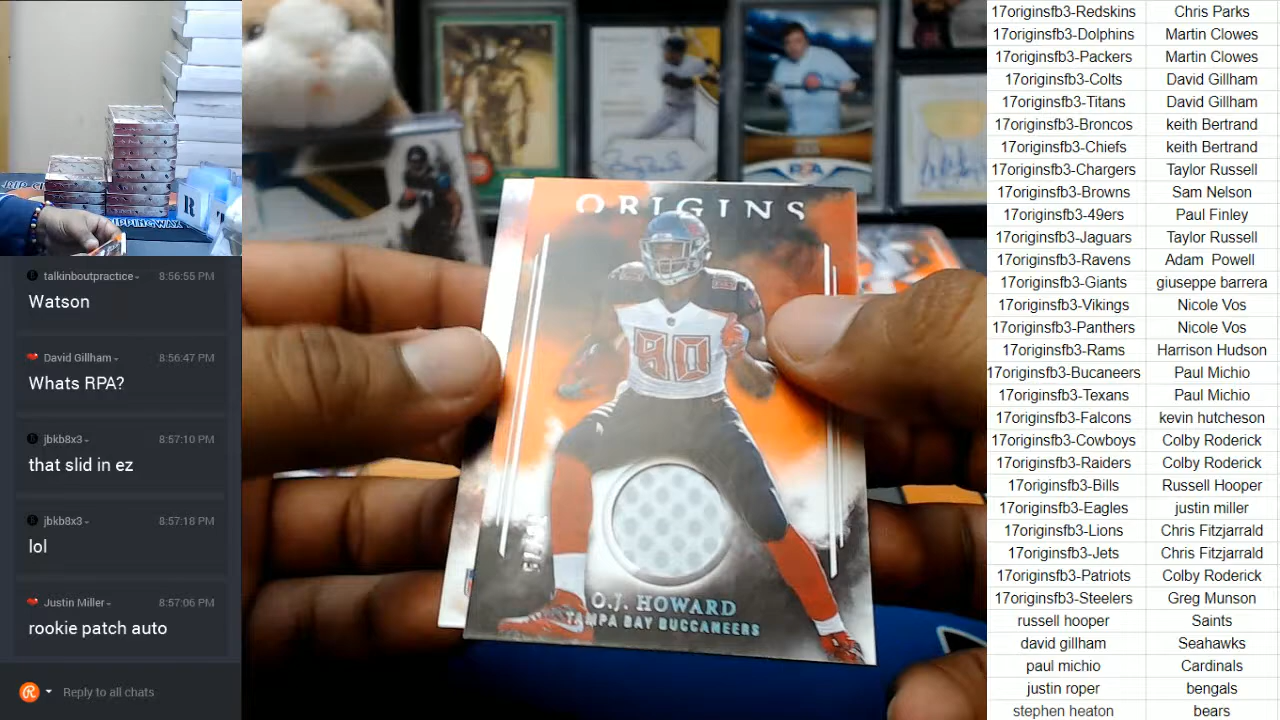 talkinboutpractice 8:56:55 PM
Watson
David Gillham 8:56:47 PM
Whats RPA?
jbkb8x3 8:57:10 PM
that slid in ez
jbkb8x3 8:57:18 PM
lol
Justin Miller 8:57:06 PM
rookie patch auto
Reply to all chats
R
RIPPINGWAX
ORIGINS
80
O.J. HOWARD
TAMPA BAY BUCCANEERS
17originsfb3-Redskins Chris Parks
17originsfb3-Dolphins Martin Clowes
17originsfb3-Packers Martin Clowes
17originsfb3-Colts David Gillham
17originsfb3-Titans David Gillham
17originsfb3-Broncos keith Bertrand
17originsfb3-Chiefs keith Bertrand
17originsfb3-Chargers Taylor Russell
17originsfb3-Browns Sam Nelson
17originsfb3-49ers Paul Finley
17originsfb3-Jaguars Taylor Russell
17originsfb3-Ravens Adam Powell
17originsfb3-Giants giuseppe barrera
17originsfb3-Vikings Nicole Vos
17originsfb3-Panthers Nicole Vos
17originsfb3-Rams Harrison Hudson
17originsfb3-Bucaneers Paul Michio
17originsfb3-Texans Paul Michio
17originsfb3-Falcons kevin hutcheson
17originsfb3-Cowboys Colby Roderick
17originsfb3-Raiders Colby Roderick
17originsfb3-Bills Russell Hooper
17originsfb3-Eagles justin miller
17originsfb3-Lions Chris Fitzjarrald
17originsfb3-Jets Chris Fitzjarrald
17originsfb3-Patriots Colby Roderick
17originsfb3-Steelers Greg Munson
russell hooper Saints
david gillham Seahawks
paul michio Cardinals
justin roper bengals
stephen heaton bears